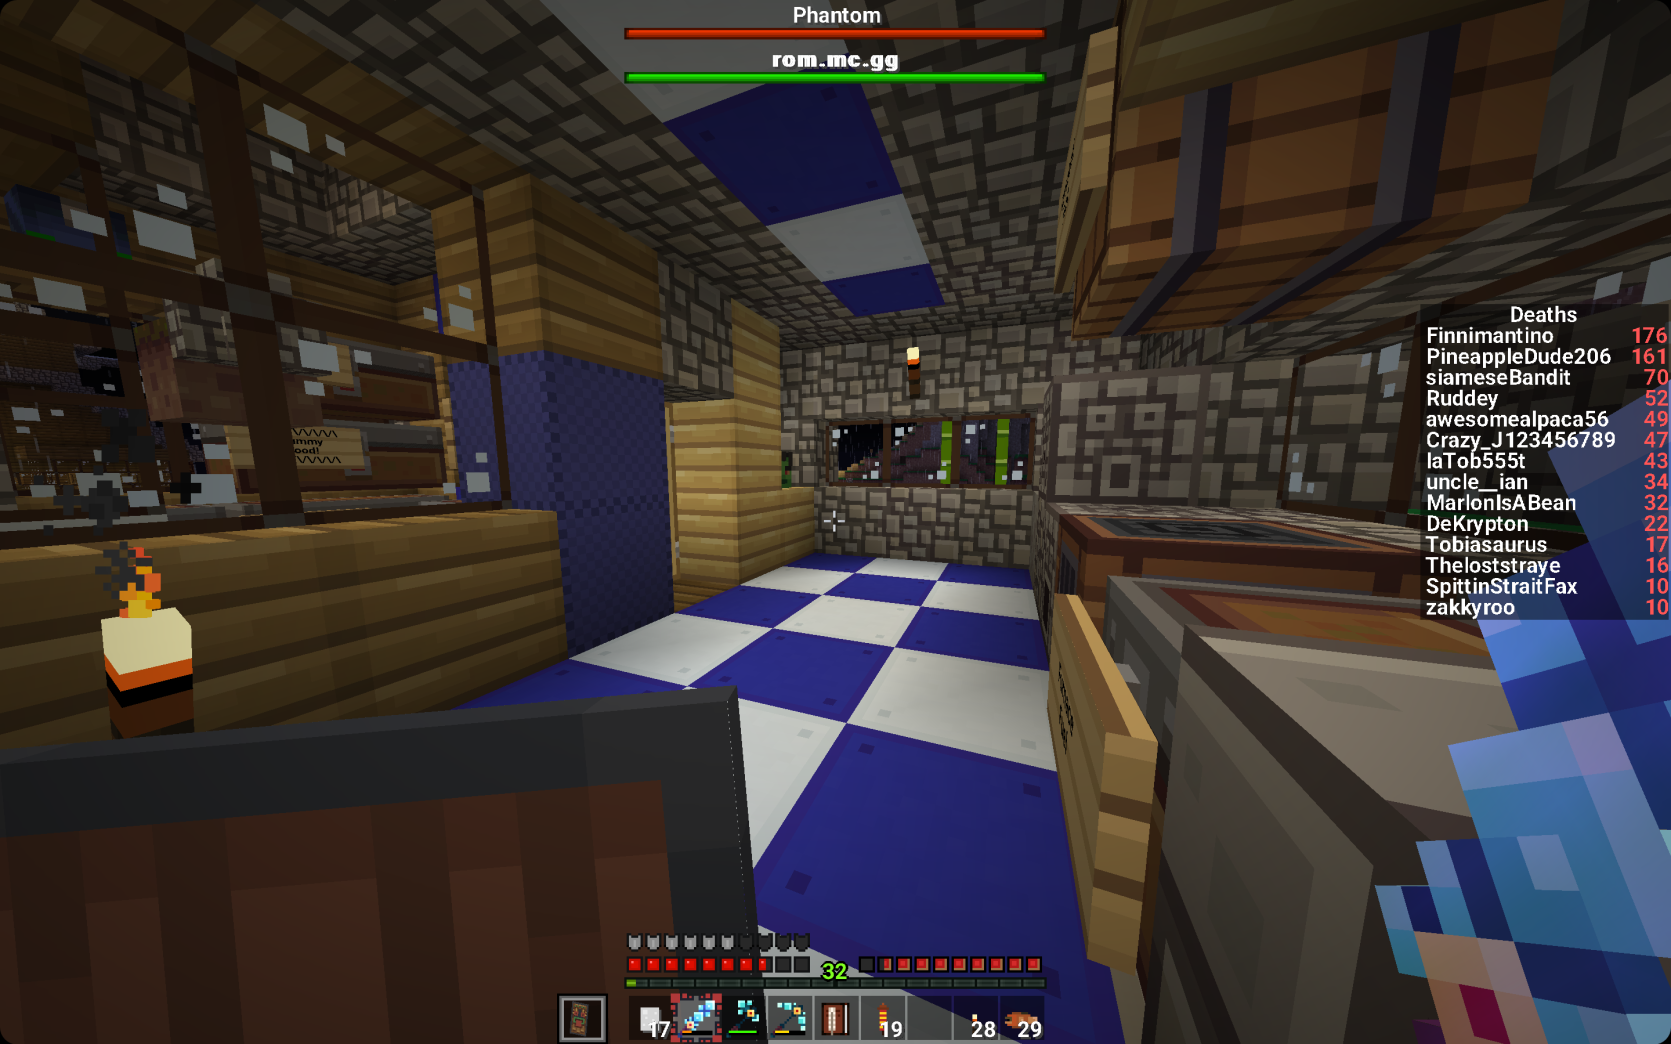 Phantom
rom.mc.gg
Deaths
Finnimantino 176
PineappleDude206 161
siameseBandit 70
Ruddey 52
awesomealpaca56 49
Crazy_J123456789 47
laTob555t 43
uncle__ian 34
MarlonIsABean 32
DeKrypton 22
Tobiasaurus 17
Theloststraye 16
SpittinStraitFax 10
zakkyroo 10
32
17
19
28
29